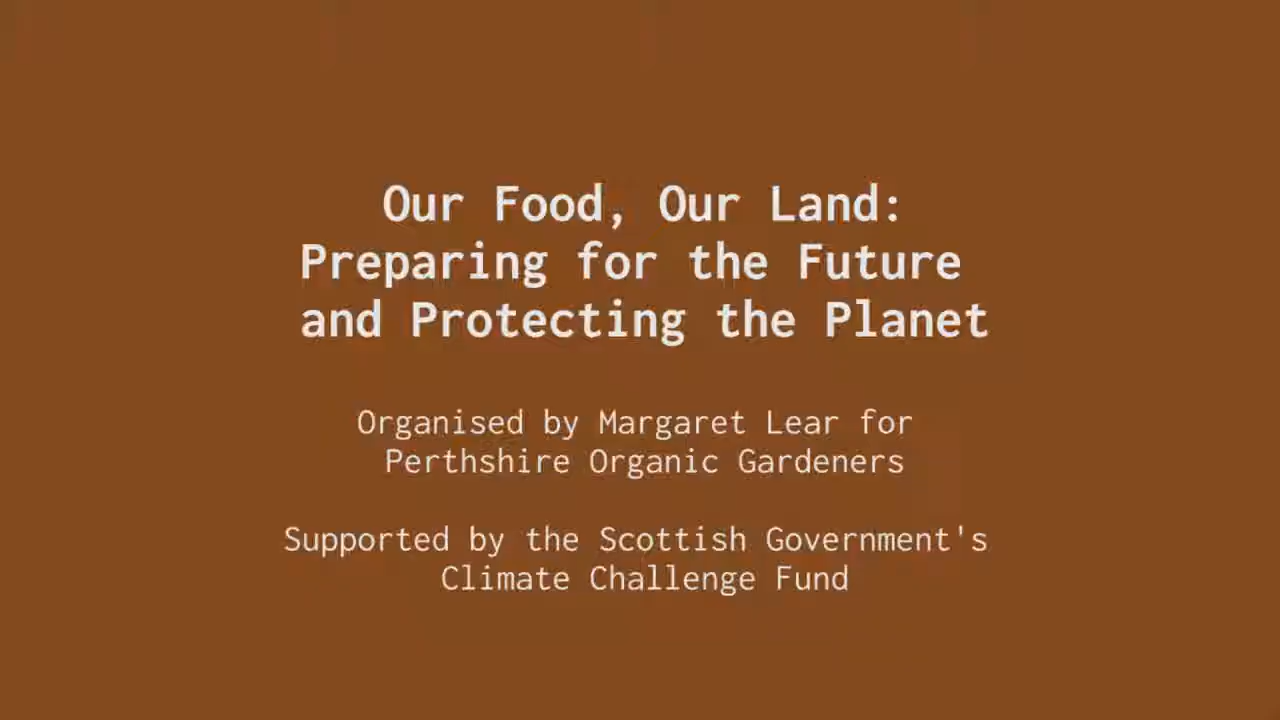 Our Food, Our Land:
Preparing for the Future
and Protecting the Planet
Organised by Margaret Lear for
Perthshire Organic Gardeners
Supported by the Scottish Government's
Climate Challenge Fund